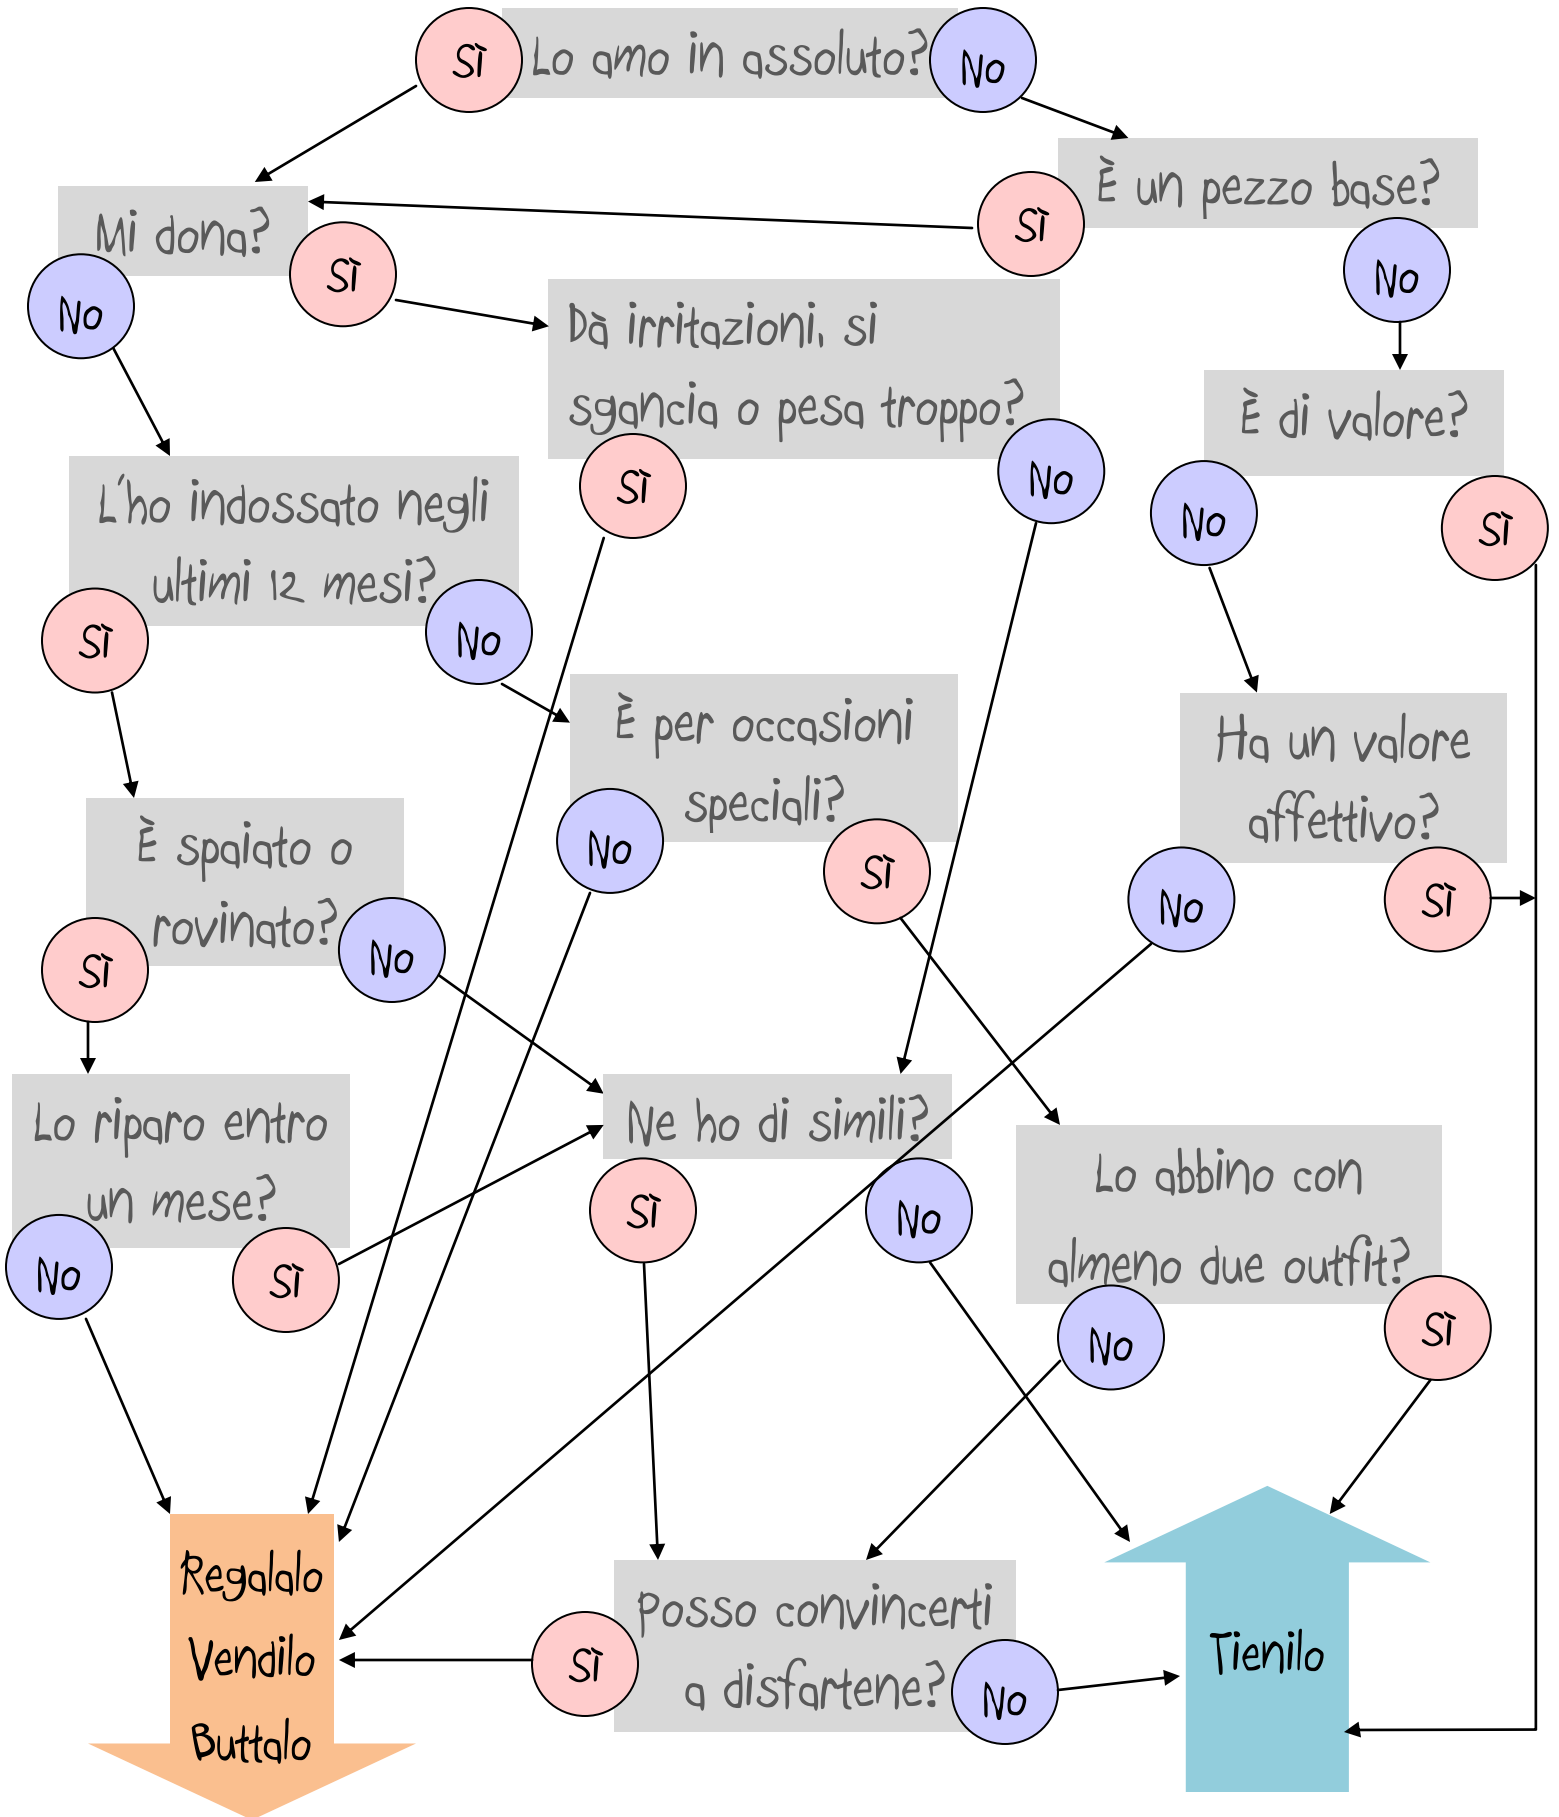 Lo amo in assoluto?
Sì
No
È un pezzo base?
Sì
No
Mi dona?
No
Sì
Dà irritazioni, si
sgancia o pesa troppo?
Sì
No
È di valore?
No
Sì
L'ho indossato negli
ultimi 12 mesi?
Sì
No
È per occasioni
speciali?
No
Sì
Ha un valore
affettivo?
No
Sì
È spaiato o
rovinato?
Sì
No
Lo riparo entro
un mese?
No
Sì
Ne ho di simili?
Sì
No
Lo abbino con
almeno due outfit?
No
Sì
Posso convincerti
a disfartene?
Sì
No
Regalalo
Vendilo
Buttalo
Tienilo